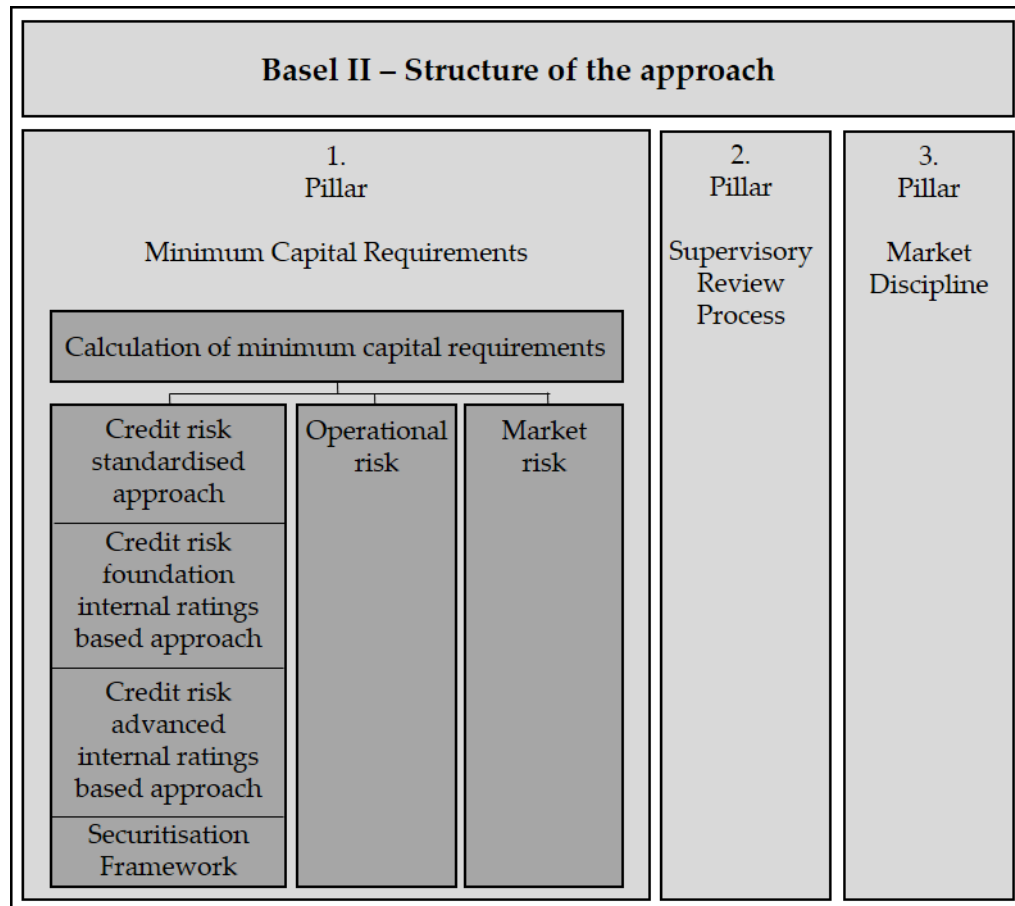 Basel II – Structure of the approach
1.
Pillar
Minimum Capital Requirements
Calculation of minimum capital requirements
Credit risk
standardised
approach
Credit risk
foundation
internal ratings
based approach
Credit risk
advanced
internal ratings
based approach
Securitisation
Framework
Operational
risk
Market
risk
2.
Pillar
Supervisory
Review
Process
3.
Pillar
Market
Discipline